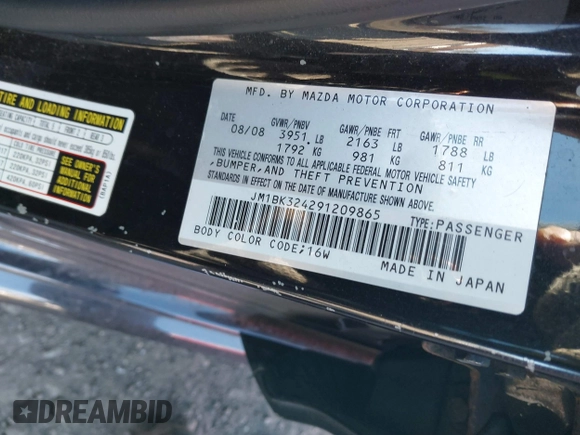 MFD. BY MAZDA MOTOR CORPORATION
DATE GVWR/PNBV GAWR/PNBE FRT GAWR/PNBE RR
08/08 3951 LB 2163 LB 1788 LB
1792 KG 981 KG 811 KG
THIS VEHICLE CONFORMS TO ALL APPLICABLE FEDERAL MOTOR VEHICLE SAFETY
,BUMPER,AND THEFT PREVENTION
STANDARDS IN EFFECT ON THE DATE OF MANUFACTURE SHOWN ABOVE.
JM1BK324291209865 TYPE:PASSENGER
BODY COLOR CODE;16W MADE IN JAPAN
TIRE AND LOADING INFORMATION
SEE OWNER'S
MANUAL FOR
ADDITIONAL
INFORMATION
DREAMBID